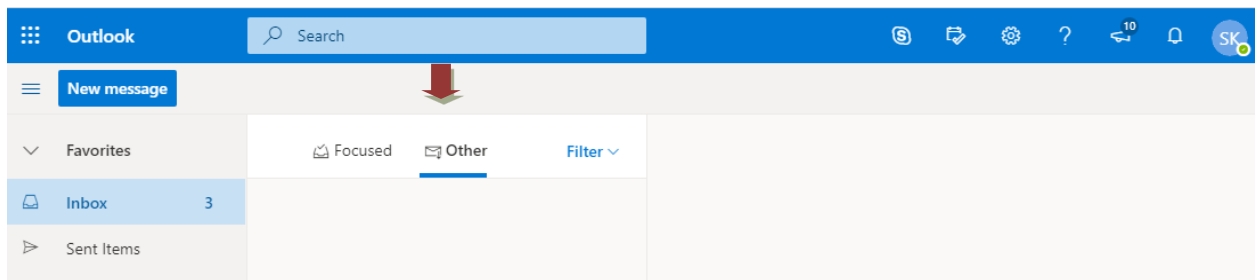 Outlook
Search
10
SK
New message
Favorites
Focused
Other
Filter
Inbox 3
Sent Items